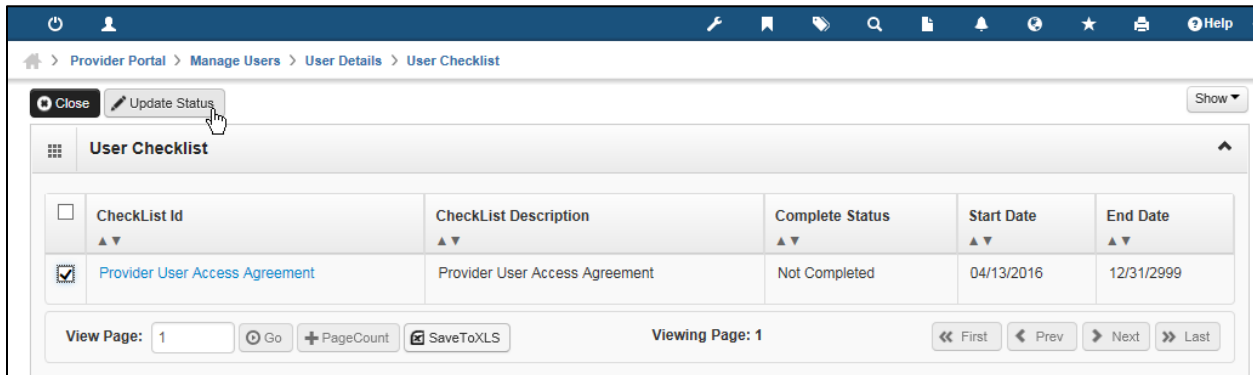 Help
> Provider Portal > Manage Users > User Details > User Checklist
Close Update Status Show
User Checklist
CheckList Id CheckList Description Complete Status Start Date End Date
Provider User Access Agreement Provider User Access Agreement Not Completed 04/13/2016 12/31/2999
View Page: 1 Go PageCount SaveToXLS Viewing Page: 1 First Prev Next Last